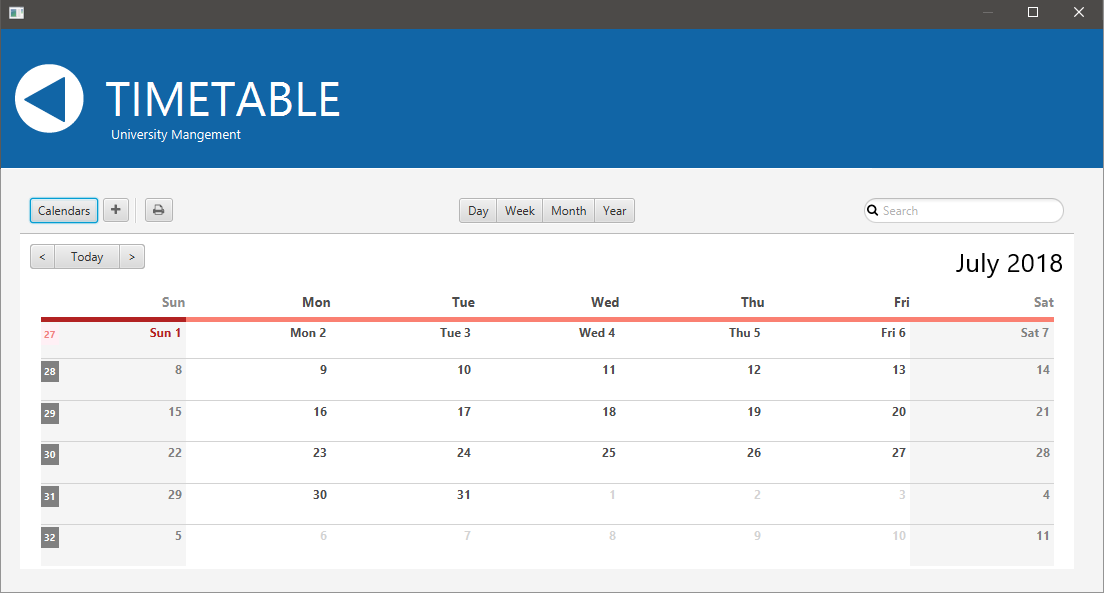 TIMETABLE
University Mangement
Calendars + Day Week Month Year Search
< Today > July 2018
Sun Mon Tue Wed Thu Fri Sat
27 Sun 1 Mon 2 Tue 3 Wed 4 Thu 5 Fri 6 Sat 7
28 8 9 10 11 12 13 14
29 15 16 17 18 19 20 21
30 22 23 24 25 26 27 28
31 29 30 31 1 2 3 4
32 5 6 7 8 9 10 11